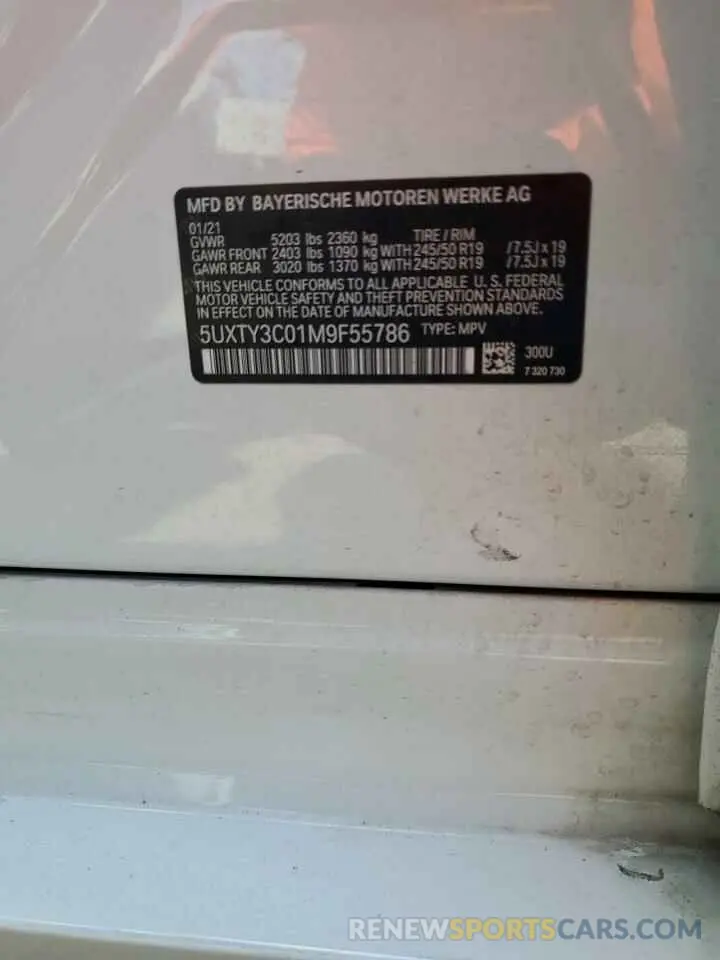 MFD BY BAYERISCHE MOTOREN WERKE AG
01/21 TIRE / RIM
GVWR 5203 lbs 2360 kg
GAWR FRONT 2403 lbs 1090 kg WITH 245/50 R19 /7.5J x 19
GAWR REAR 3020 lbs 1370 kg WITH 245/50 R19 /7.5J x 19
THIS VEHICLE CONFORMS TO ALL APPLICABLE U. S. FEDERAL
MOTOR VEHICLE SAFETY AND THEFT PREVENTION STANDARDS
IN EFFECT ON THE DATE OF MANUFACTURE SHOWN ABOVE.
5UXTY3C01M9F55786 TYPE: MPV
300U
7 320 730
RENEWSPORTSCARS.COM